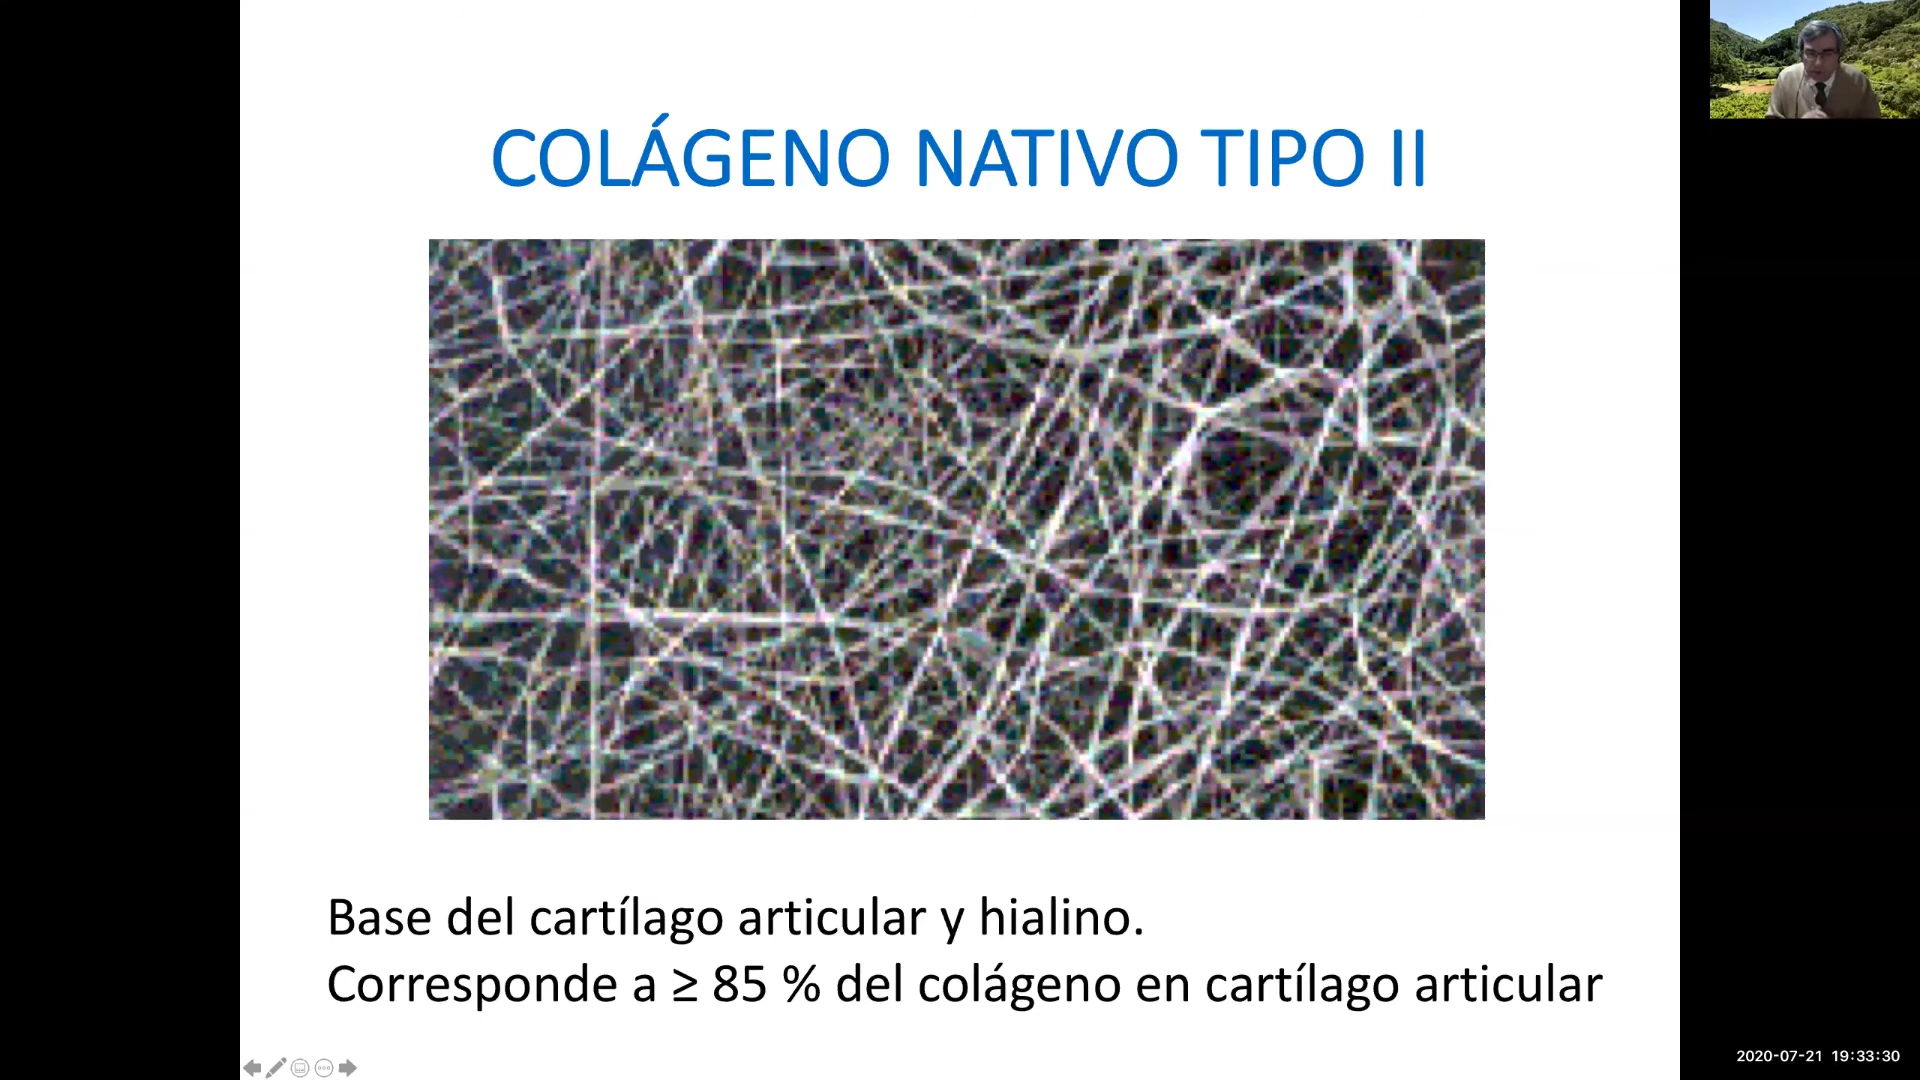 COLÁGENO NATIVO TIPO II
Base del cartílago articular y hialino.
Corresponde a ≥ 85 % del colágeno en cartílago articular
2020-07-21 19:33:30